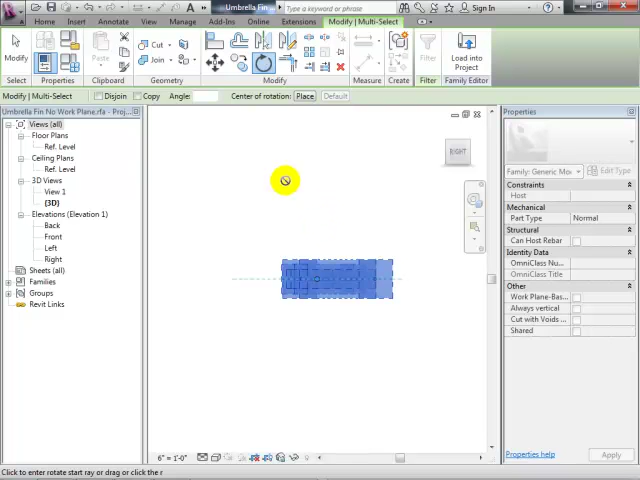 Umbrella Fin
Type a keyword or phrase
Sign In
Home Insert Annotate View Manage Add-Ins Online Extensions Modify | Multi-Select
Modify
Paste
Cut
Join
Load into
Project
Select Properties Clipboard Geometry Modify Measure Create Filter Family Editor
Modify | Multi-Select Disjoin Copy Angle: Center of rotation: Place Default
Umbrella Fin No Work Plane.rfa - Proj...
Views (all)
Floor Plans
Ref. Level
Ceiling Plans
Ref. Level
3D Views
View 1
{3D}
Elevations (Elevation 1)
Back
Front
Left
Right
Sheets (all)
Families
Groups
Revit Links
RIGHT
Properties
Family: Generic Mo
Edit Type
Constraints
Host
Mechanical
Part Type Normal
Structural
Can Host Rebar
Identity Data
OmniClass Nu...
OmniClass Title
Other
Work Plane-Bas...
Always vertical
Cut with Voids ...
Shared
Properties help
Apply
6" = 1'-0"
Click to enter rotate start ray or drag or click the r